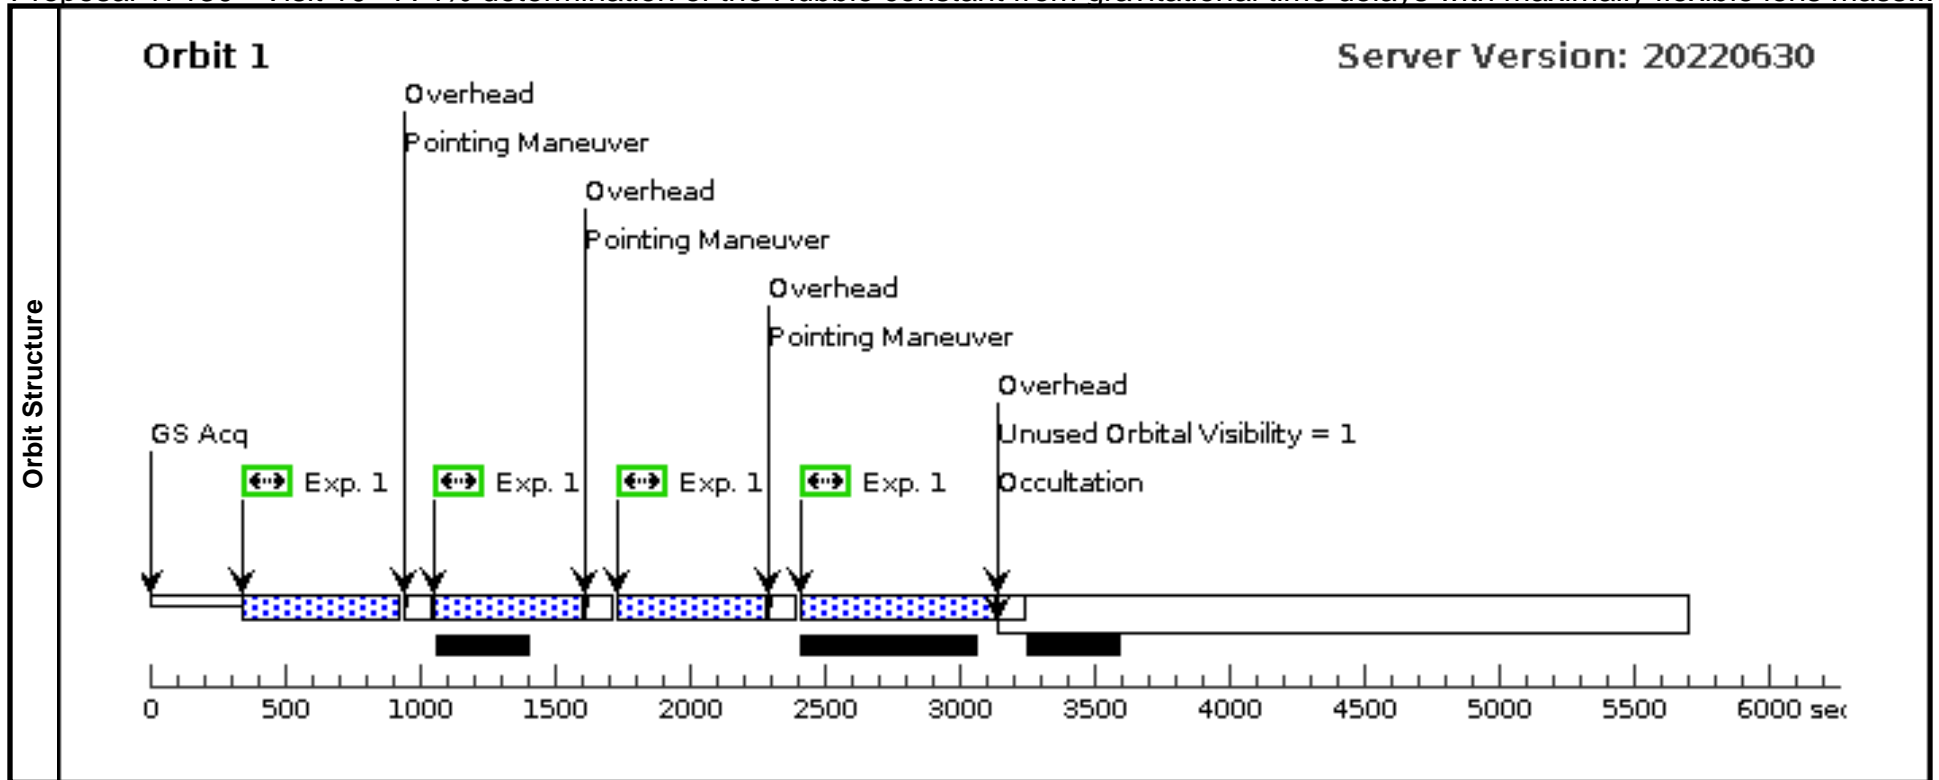 Orbit 1
Server Version: 20220630
Overhead
Pointing Maneuver
Overhead
Pointing Maneuver
Overhead
Pointing Maneuver
Overhead
GS Acq
Unused Orbital Visibility = 1
Exp. 1
Exp. 1
Exp. 1
Exp. 1
Occultation
Orbit Structure
0 500 1000 1500 2000 2500 3000 3500 4000 4500 5000 5500 6000 sec